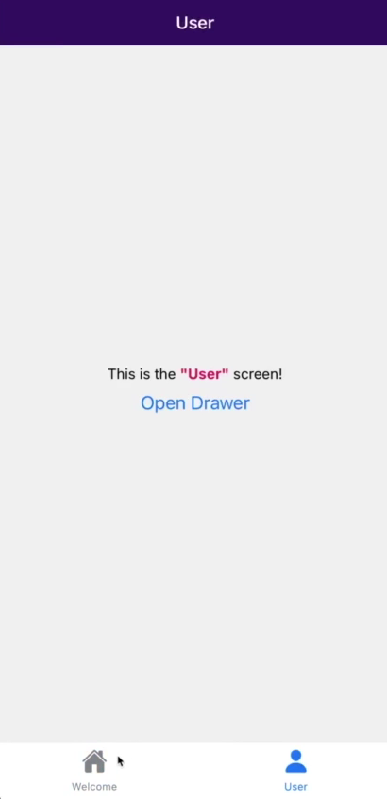 User
This is the "User" screen!
Open Drawer
Welcome
User